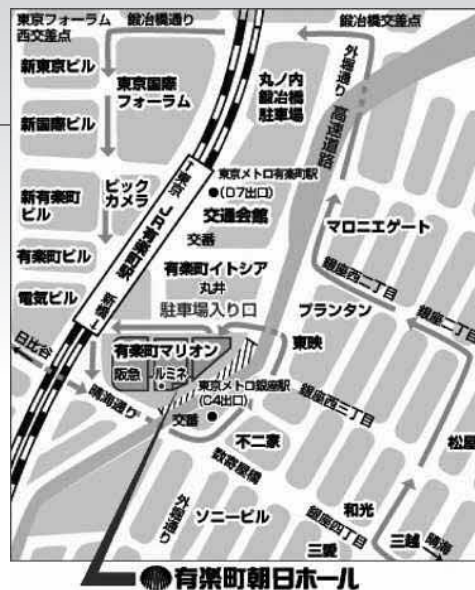 東京フォーラム
西交差点
鍛冶橋通り
鍛冶橋交差点
新東京ビル
東京国際
フォーラム
丸ノ内
鍛冶橋
駐車場
外堀通り
高速道路
新国際ビル
東京メトロ有楽町駅
(D7出口)
←東京 JR有楽町駅 新橋→
新有楽町
ビル
ビック
カメラ
交通会館
交番
マロニエゲート
有楽町ビル
有楽町イトシア
丸井
銀座西二丁目
銀座二丁目
電気ビル
駐車場入り口
プランタン
日比谷
有楽町マリオン
阪急
ルミネ
東映
東京メトロ銀座駅
(C4出口)
晴海通り
交番
銀座西三丁目
松屋
不二家
数寄屋橋
外堀通り
ソニービル
和光
銀座四丁目
三愛
三越
晴海
有楽町朝日ホール